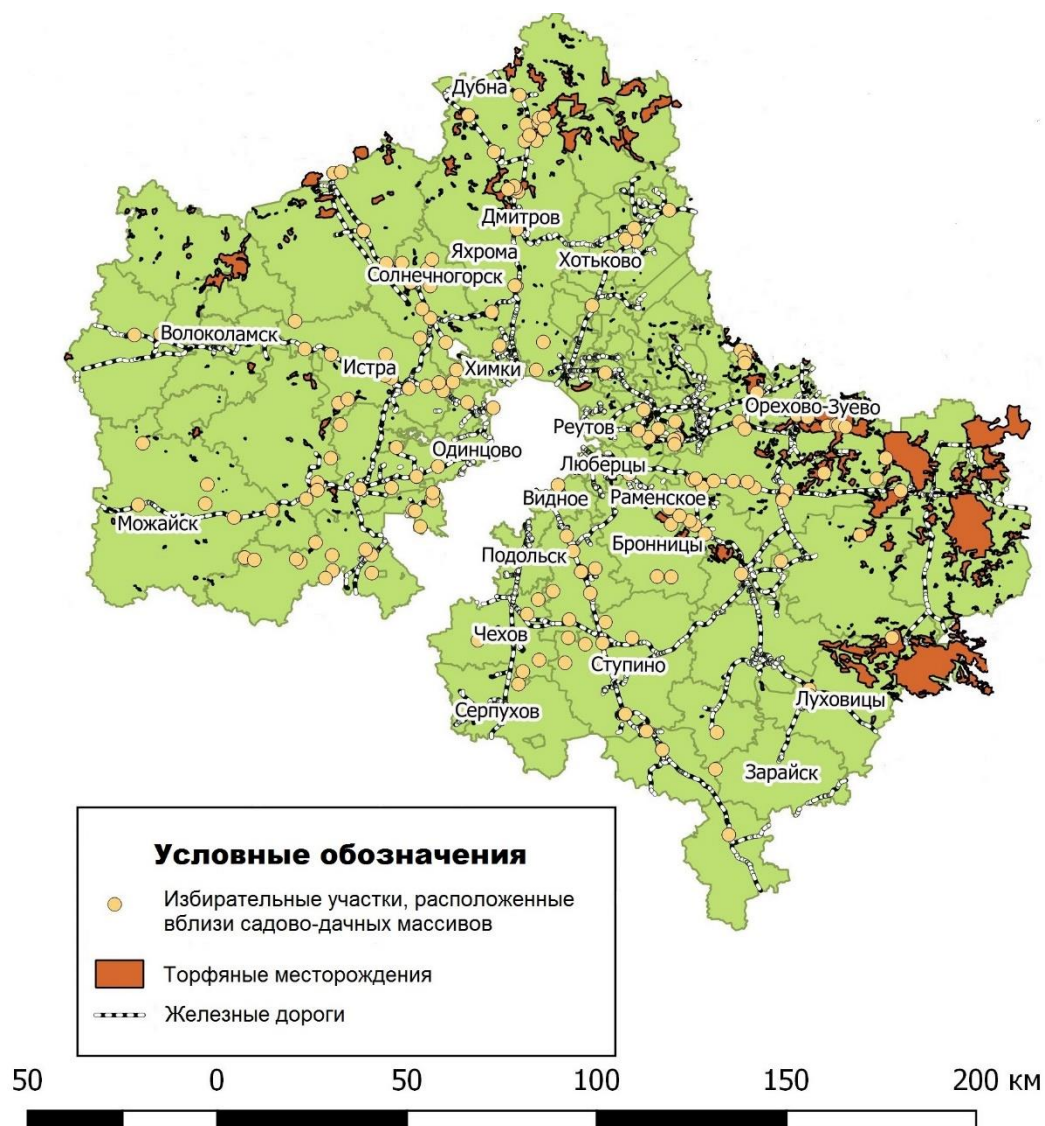 Дубна
Дмитров
Яхрома
Хотьково
Солнечногорск
Волоколамск
Истра
Химки
Орехово-Зуево
Реутов
Одинцово
Люберцы
Видное
Раменское
Можайск
Бронницы
Подольск
Чехов
Ступино
Луховицы
Серпухов
Зарайск
Условные обозначения
Избирательные участки, расположенные
вблизи садово-дачных массивов
Торфяные месторождения
Железные дороги
50 0 50 100 150 200 км